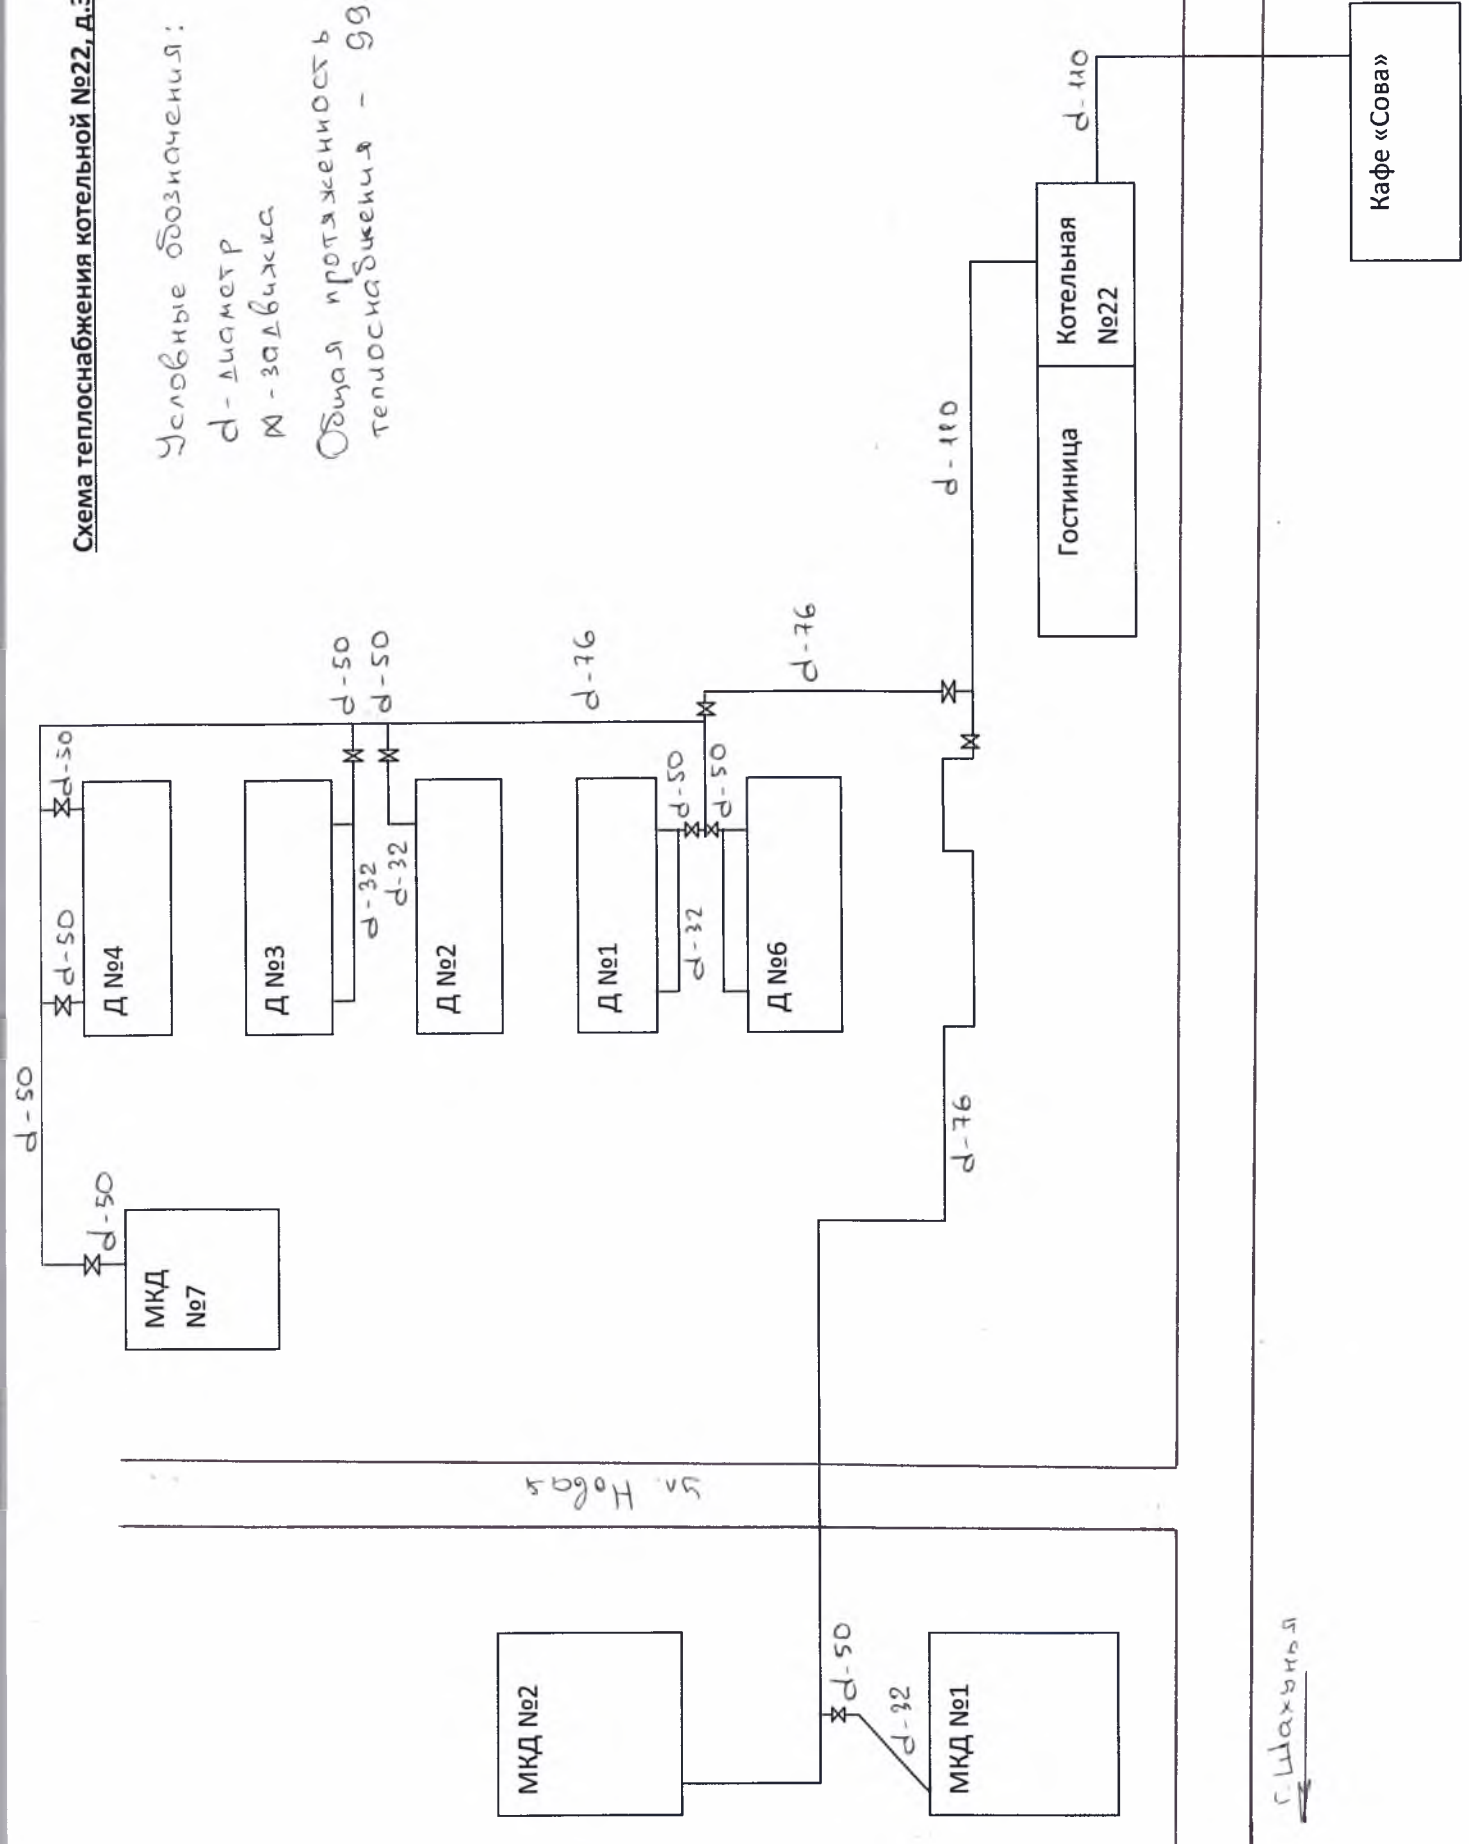 Схема теплоснабжения котельной №22, д.3
Условные обозначения:
d - диаметр
⋈ - задвижка
Общая протяженность
теплоснабжения - 99
d-50
d-50
МКД
№7
d-50
d-50
Д №4
d-50
d-50
Д №3
d-32
d-32
Д №2
d-76
Д №1
d-50
d-50
d-32
Д №6
d-76
d-110
d-76
Гостиница
Котельная
№22
d-110
Кафе «Сова»
ул. Новая
МКД №2
d-50
d-32
МКД №1
г. Шахунья